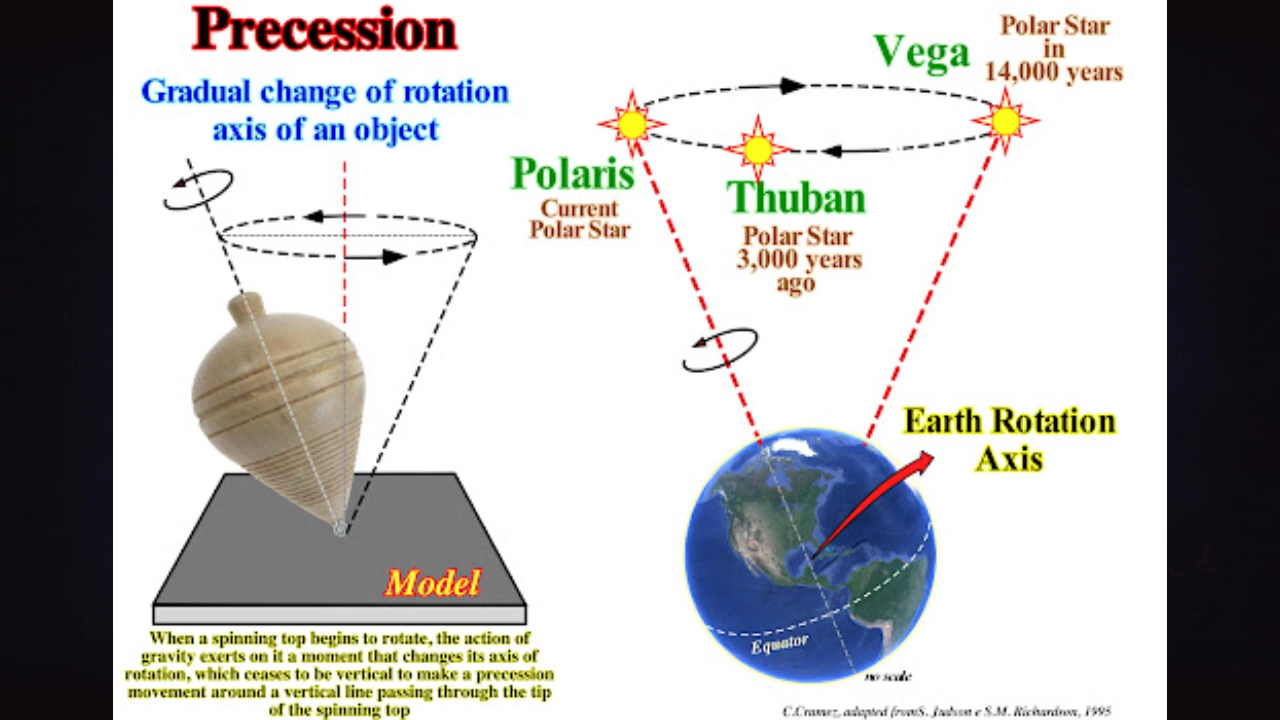 Precession
Gradual change of rotation
axis of an object
Model
When a spinning top begins to rotate, the action of
gravity exerts on it a moment that changes its axis of
rotation, which ceases to be vertical to make a precession
movement around a vertical line passing through the tip
of the spinning top
Vega
Polar Star
in
14,000 years
Polaris
Current
Polar Star
Thuban
Polar Star
3,000 years
ago
Earth Rotation
Axis
Equator
no scale
C.Cramez, adapted fromS. Judson e S.M. Richardson, 1995